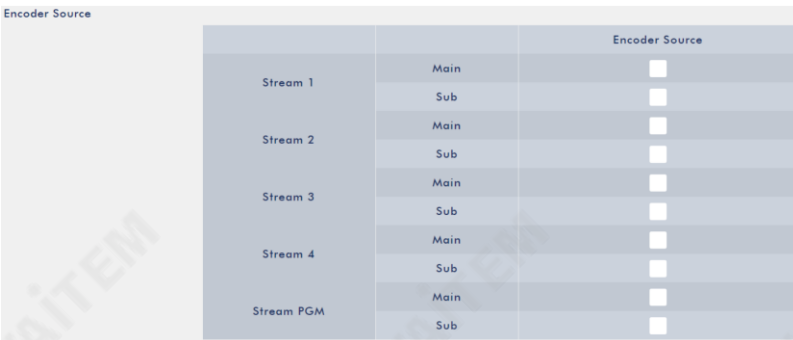 Encoder Source
Encoder Source
Stream 1
Main
Sub
Stream 2
Main
Sub
Stream 3
Main
Sub
Stream 4
Main
Sub
Stream PGM
Main
Sub